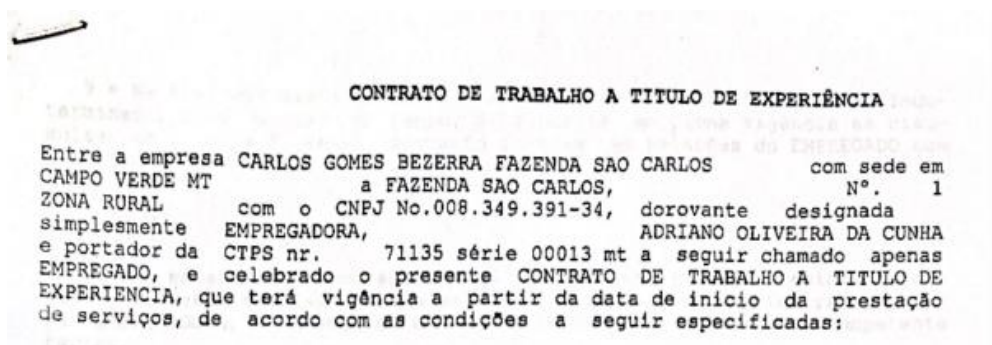 CONTRATO DE TRABALHO A TITULO DE EXPERIÊNCIA
Entre a empresa CARLOS GOMES BEZERRA FAZENDA SAO CARLOS com sede em
CAMPO VERDE MT a FAZENDA SAO CARLOS, Nº. 1
ZONA RURAL com o CNPJ No.008.349.391-34, dorovante designada
simplesmente EMPREGADORA, ADRIANO OLIVEIRA DA CUNHA
e portador da CTPS nr. 71135 série 00013 mt a seguir chamado apenas
EMPREGADO, e celebrado o presente CONTRATO DE TRABALHO A TITULO DE
EXPERIENCIA, que terá vigência a partir da data de inicio da prestação
de serviços, de acordo com as condições a seguir especificadas: